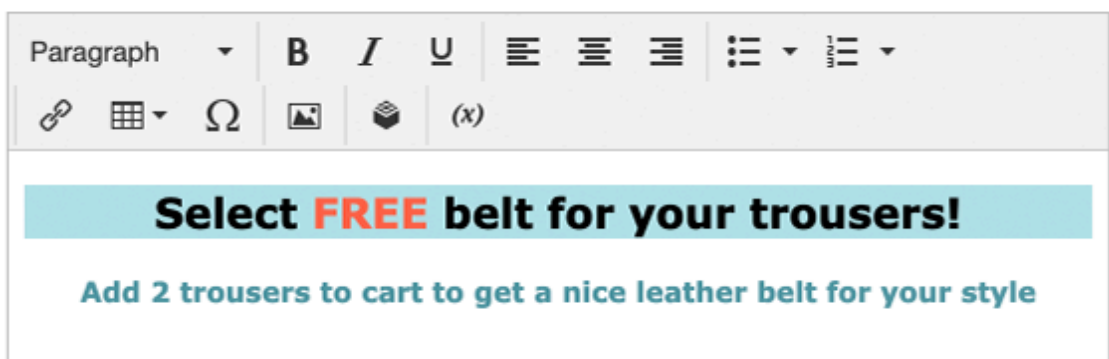 Paragraph B I U
Ω (x)
Select FREE belt for your trousers!
Add 2 trousers to cart to get a nice leather belt for your style